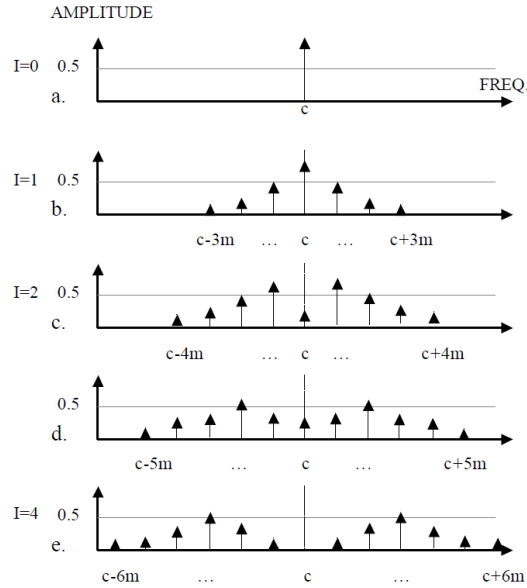 AMPLITUDE
I=0 0.5
FREQ.
a.
c
I=1 0.5
b.
c-3m ... c ... c+3m
I=2 0.5
c.
c-4m ... c ... c+4m
0.5
d.
c-5m ... c ... c+5m
I=4 0.5
e.
c-6m ... c ... c+6m